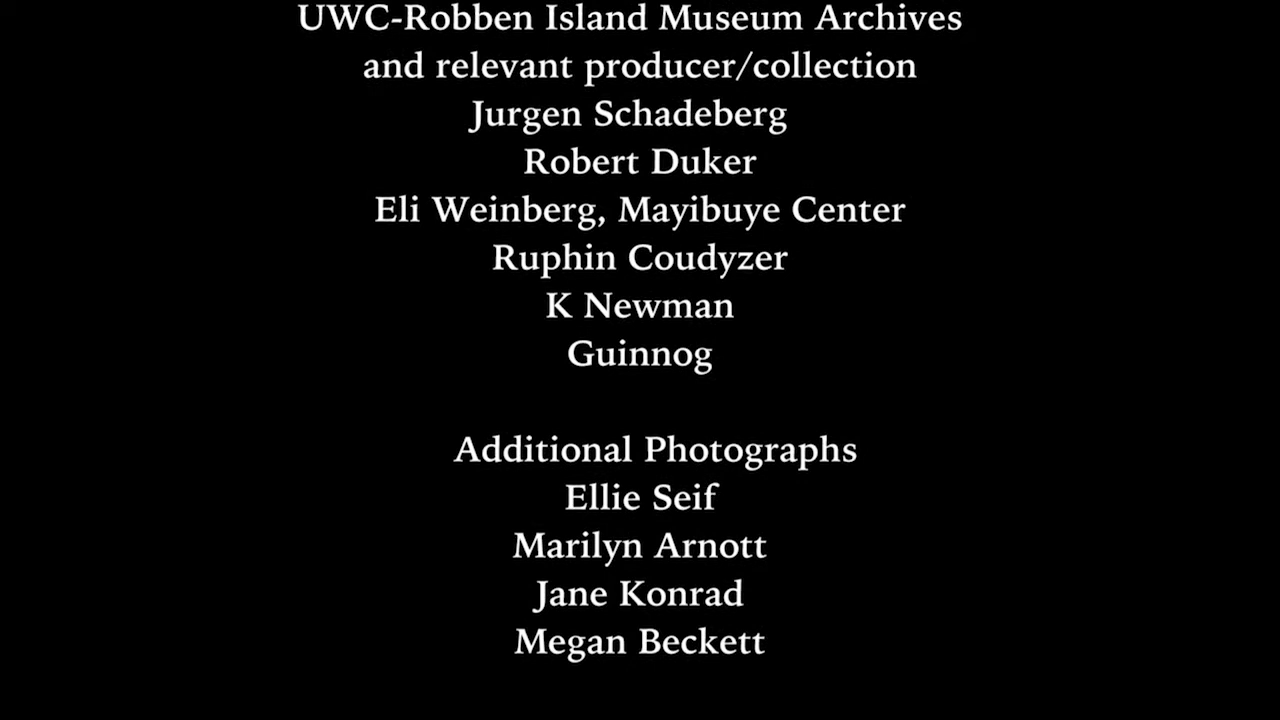 UWC-Robben Island Museum Archives
and relevant producer/collection
Jurgen Schadeberg
Robert Duker
Eli Weinberg, Mayibuye Center
Ruphin Coudyzer
K Newman
Guinnog
Additional Photographs
Ellie Seif
Marilyn Arnott
Jane Konrad
Megan Beckett